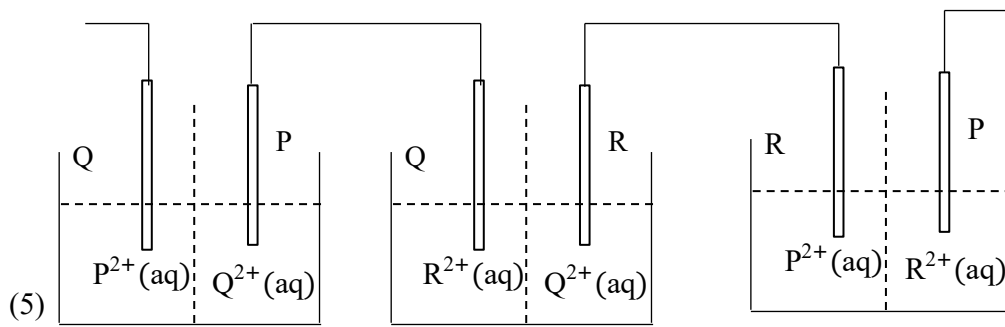 Q P Q R R P
P²⁺(aq) Q²⁺(aq) R²⁺(aq) Q²⁺(aq) P²⁺(aq) R²⁺(aq)
(5)